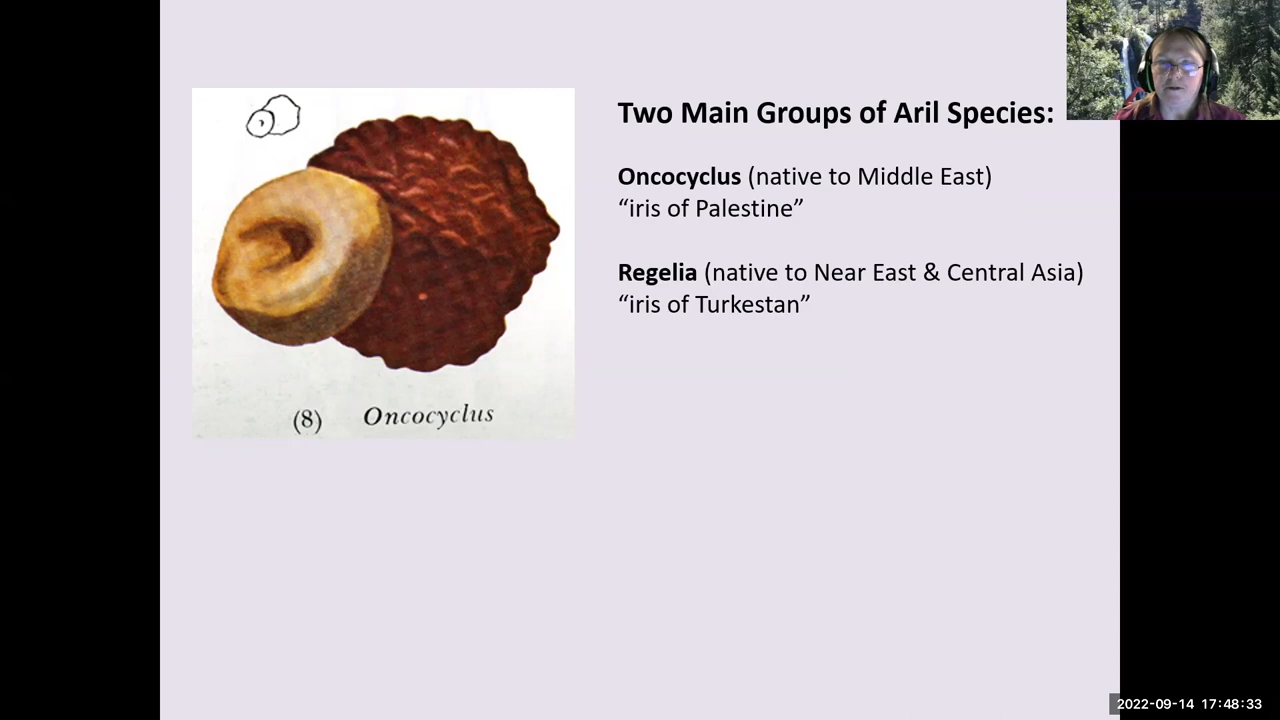 Two Main Groups of Aril Species:
Oncocyclus (native to Middle East)
“iris of Palestine”
Regelia (native to Near East & Central Asia)
“iris of Turkestan”
(8) Oncocyclus
2022-09-14 17:48:33